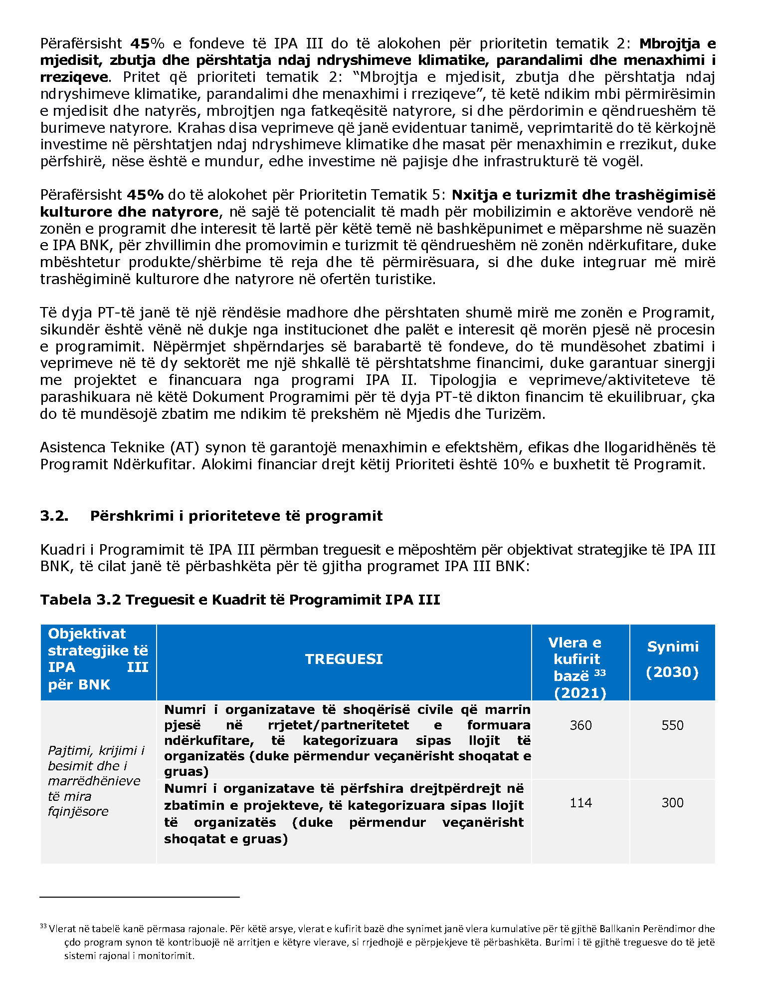 Përafërsisht 45% e fondeve të IPA III do të alokohen për prioritetin tematik 2: Mbrojtja e
mjedisit, zbutja dhe përshtatja ndaj ndryshimeve klimatike, parandalimi dhe menaxhimi i
rreziqeve. Pritet që prioriteti tematik 2: “Mbrojtja e mjedisit, zbutja dhe përshtatja ndaj
ndryshimeve klimatike, parandalimi dhe menaxhimi i rreziqeve”, të ketë ndikim mbi përmirësimin
e mjedisit dhe natyrës, mbrojtjen nga fatkeqësitë natyrore, si dhe përdorimin e qëndrueshëm të
burimeve natyrore. Krahas disa veprimeve që janë evidentuar tanimë, veprimtaritë do të kërkojnë
investime në përshtatjen ndaj ndryshimeve klimatike dhe masat për menaxhimin e rrezikut, duke
përfshirë, nëse është e mundur, edhe investime në pajisje dhe infrastrukturë të vogël.
Përafërsisht 45% do të alokohet për Prioritetin Tematik 5: Nxitja e turizmit dhe trashëgimisë
kulturore dhe natyrore, në sajë të potencialit të madh për mobilizimin e aktorëve vendorë në
zonën e programit dhe interesit të lartë për këtë temë në bashkëpunimet e mëparshme në suazën
e IPA BNK, për zhvillimin dhe promovimin e turizmit të qëndrueshëm në zonën ndërkufitare, duke
mbështetur produkte/shërbime të reja dhe të përmirësuara, si dhe duke integruar më mirë
trashëgiminë kulturore dhe natyrore në ofertën turistike.
Të dyja PT-të janë të një rëndësie madhore dhe përshtaten shumë mirë me zonën e Programit,
sikundër është vënë në dukje nga institucionet dhe palët e interesit që morën pjesë në procesin
e programimit. Nëpërmjet shpërndarjes së barabartë të fondeve, do të mundësohet zbatimi i
veprimeve në të dy sektorët me një shkallë të përshtatshme financimi, duke garantuar sinergji
me projektet e financuara nga programi IPA II. Tipologjia e veprimeve/aktiviteteve të
parashikuara në këtë Dokument Programimi për të dyja PT-të dikton financim të ekuilibruar, çka
do të mundësojë zbatim me ndikim të prekshëm në Mjedis dhe Turizëm.
Asistenca Teknike (AT) synon të garantojë menaxhimin e efektshëm, efikas dhe llogaridhënës të
Programit Ndërkufitar. Alokimi financiar drejt këtij Prioriteti është 10% e buxhetit të Programit.
3.2. Përshkrimi i prioriteteve të programit
Kuadri i Programimit të IPA III përmban treguesit e mëposhtëm për objektivat strategjike të IPA III
BNK, të cilat janë të përbashkëta për të gjitha programet IPA III BNK:
Tabela 3.2 Treguesit e Kuadrit të Programimit IPA III
Objektivat
strategjike të
IPA III
për BNK
TREGUESI
Vlera e
kufirit
bazë 33
(2021)
Synimi
(2030)
Pajtimi, krijimi i
besimit dhe i
marrëdhënieve
të mira
fqinjësore
Numri i organizatave të shoqërisë civile që marrin
pjesë në rrjetet/partneritetet e formuara
ndërkufitare, të kategorizuara sipas llojit të
organizatës (duke përmendur veçanërisht shoqatat e
gruas)
360
550
Numri i organizatave të përfshira drejtpërdrejt në
zbatimin e projekteve, të kategorizuara sipas llojit
të organizatës (duke përmendur veçanërisht
shoqatat e gruas)
114
300
33 Vlerat në tabelë kanë përmasa rajonale. Për këtë arsye, vlerat e kufirit bazë dhe synimet janë vlera kumulative për të gjithë Ballkanin Perëndimor dhe
çdo program synon të kontribuojë në arritjen e këtyre vlerave, si rrjedhojë e përpjekjeve të përbashkëta. Burimi i të gjithë treguesve do të jetë
sistemi rajonal i monitorimit.